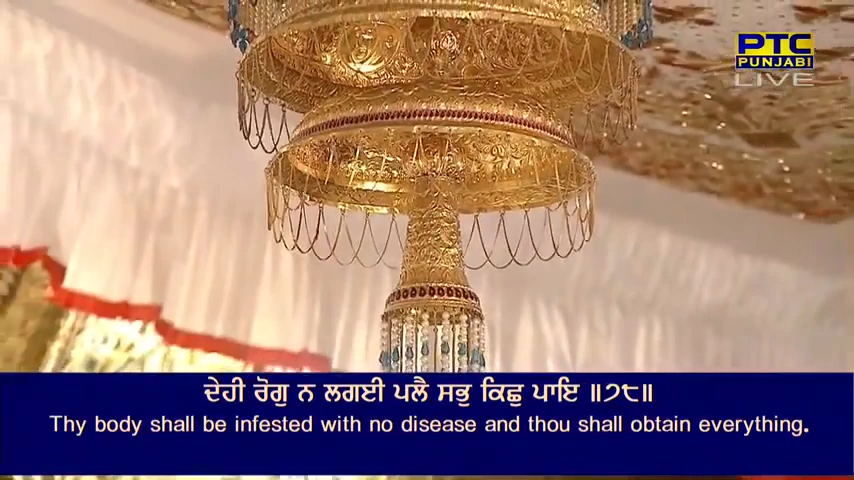 PTC
PUNJABI
LIVE
ਦੇਹੀ ਰੋਗੁ ਨ ਲਗਈ ਪਲੈ ਸਭੁ ਕਿਛੁ ਪਾਇ ॥੭੮॥
Thy body shall be infested with no disease and thou shall obtain everything.